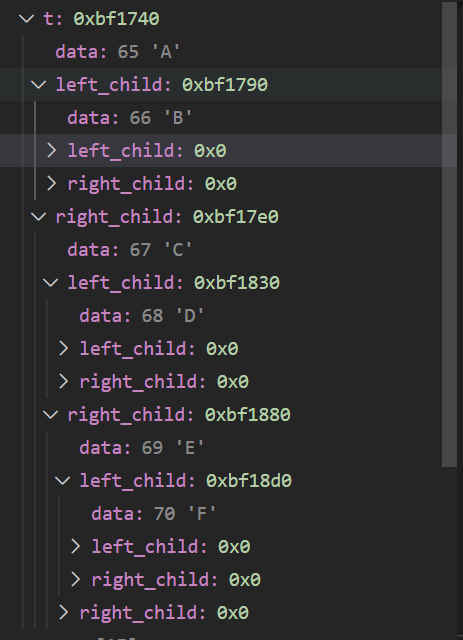 t: 0xbf1740
data: 65 'A'
left_child: 0xbf1790
data: 66 'B'
left_child: 0x0
right_child: 0x0
right_child: 0xbf17e0
data: 67 'C'
left_child: 0xbf1830
data: 68 'D'
left_child: 0x0
right_child: 0x0
right_child: 0xbf1880
data: 69 'E'
left_child: 0xbf18d0
data: 70 'F'
left_child: 0x0
right_child: 0x0
right_child: 0x0